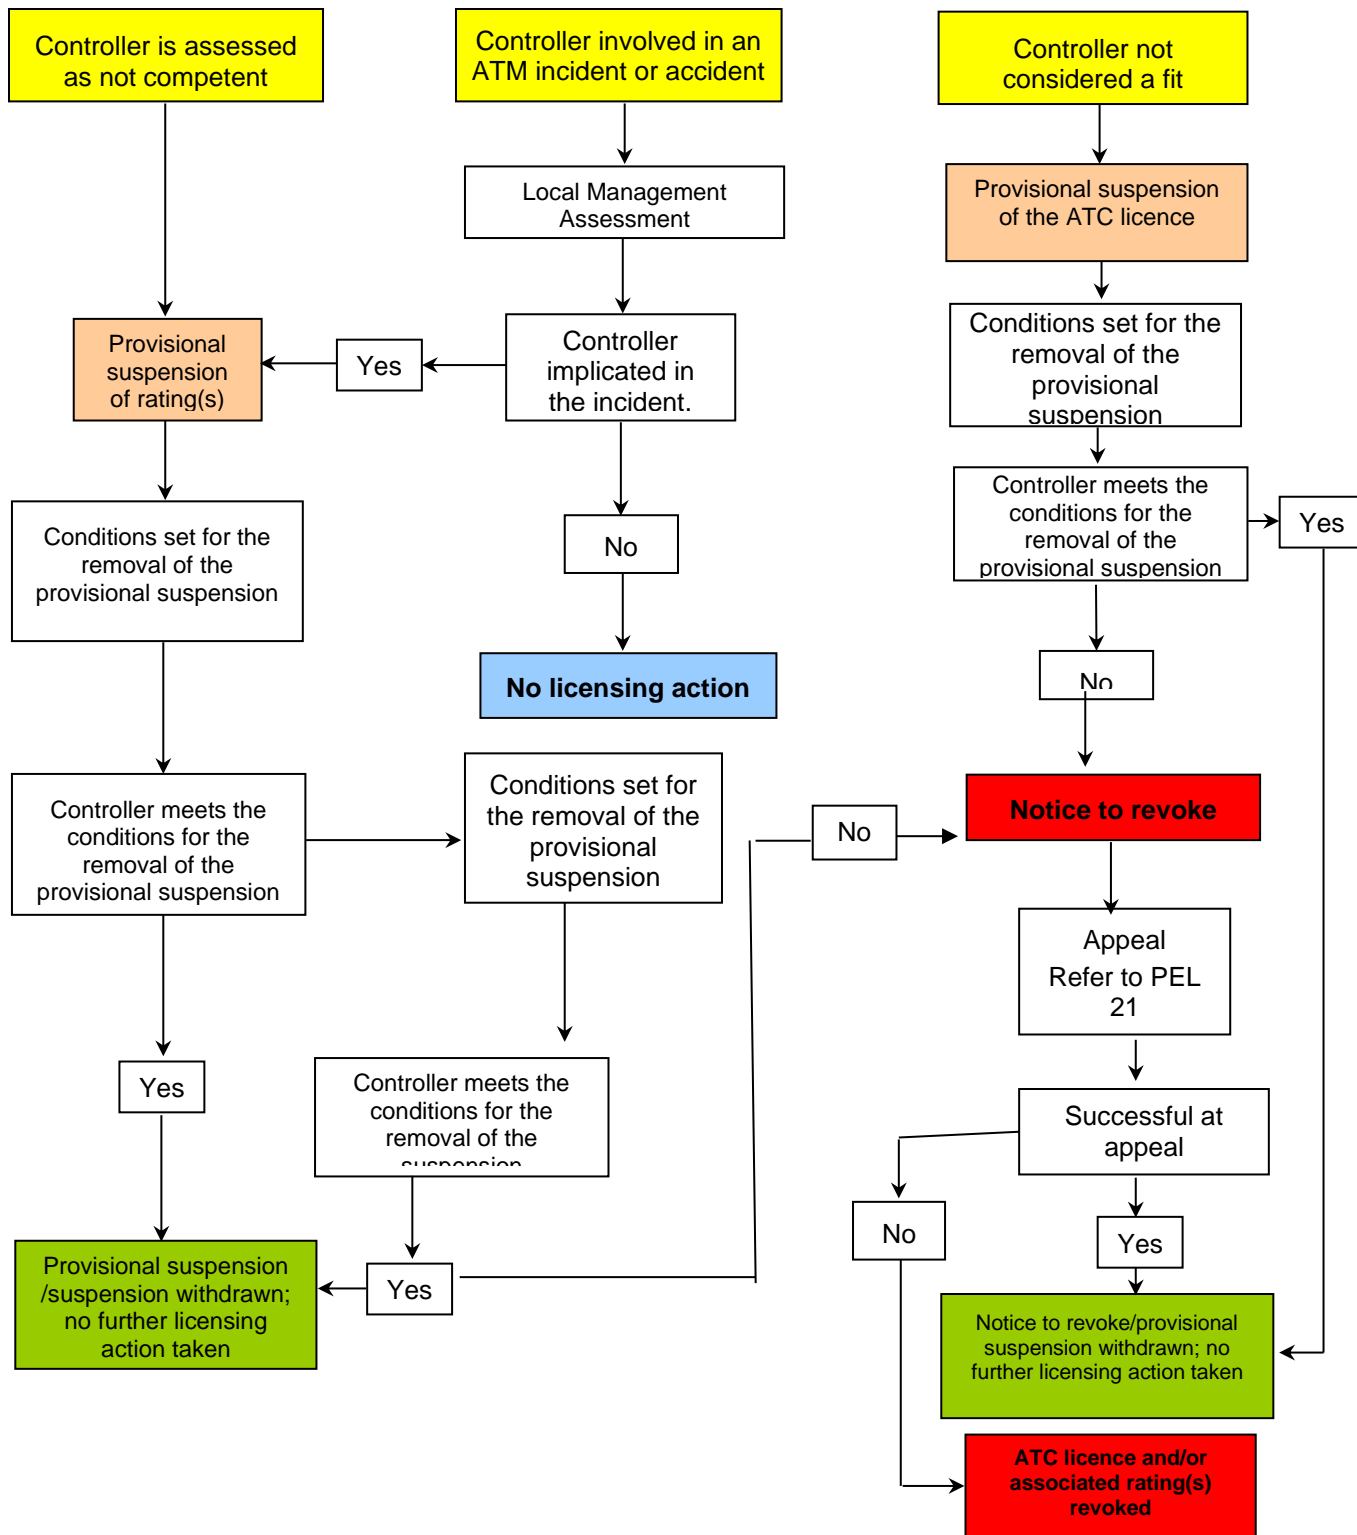 Controller is assessed
as not competent
Controller involved in an
ATM incident or accident
Controller not
considered a fit
Local Management
Assessment
Provisional suspension
of the ATC licence
Provisional
suspension
of rating(s)
Yes
Controller
implicated in
the incident.
Conditions set for the
removal of the
provisional
suspension
Conditions set for the
removal of the
provisional suspension
No
Controller meets the
conditions for the
removal of the
provisional suspension
Yes
No licensing action
No
Controller meets the
conditions for the
removal of the
provisional suspension
Conditions set for
the removal of the
provisional
suspension
No
Notice to revoke
Appeal
Refer to PEL
21
Yes
Controller meets the
conditions for the
removal of the
suspension
Successful at
appeal
No
Yes
Provisional suspension
/suspension withdrawn;
no further licensing
action taken
Yes
Notice to revoke/provisional
suspension withdrawn; no
further licensing action taken
ATC licence and/or
associated rating(s)
revoked